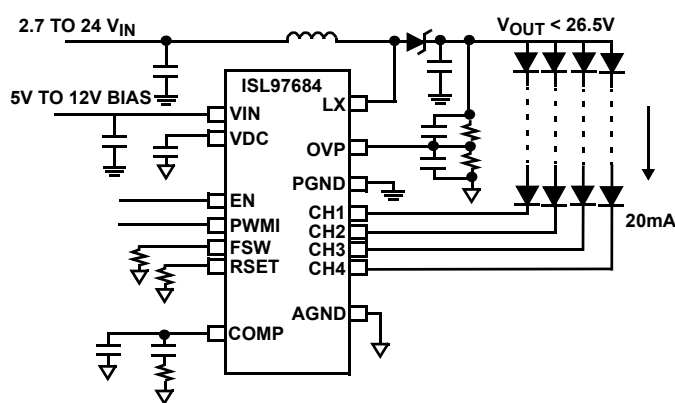 2.7 TO 24 VIN
VOUT < 26.5V
ISL97684
5V TO 12V BIAS
VIN
LX
VDC
OVP
PGND
EN
CH1
PWMI
CH2
20mA
FSW
CH3
RSET
CH4
AGND
COMP